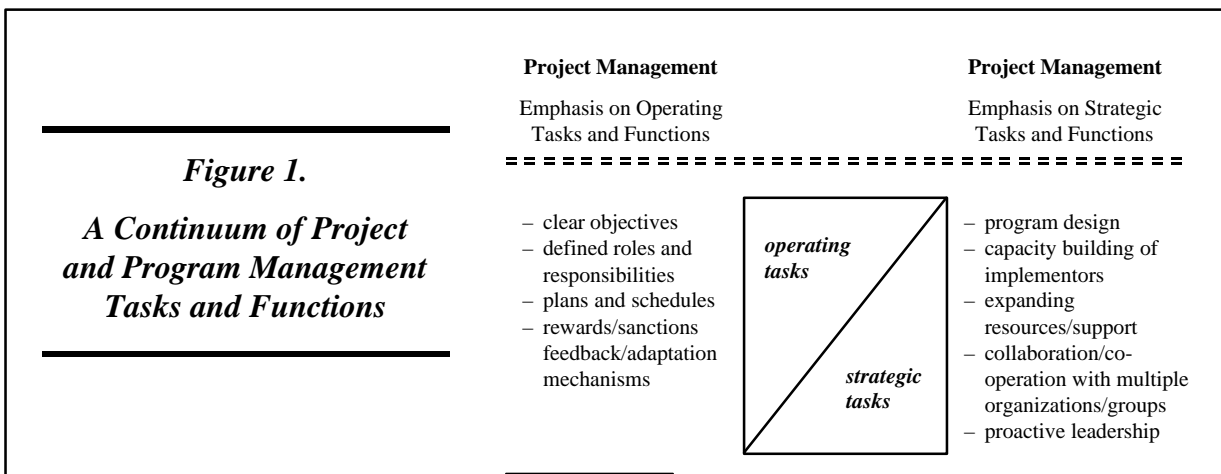 Figure 1.
A Continuum of Project
and Program Management
Tasks and Functions
Project Management
Emphasis on Operating
Tasks and Functions
Project Management
Emphasis on Strategic
Tasks and Functions
– clear objectives
– defined roles and
responsibilities
– plans and schedules
– rewards/sanctions
feedback/adaptation
mechanisms
operating
tasks
strategic
tasks
– program design
– capacity building of
implementors
– expanding
resources/support
– collaboration/co-
operation with multiple
organizations/groups
– proactive leadership